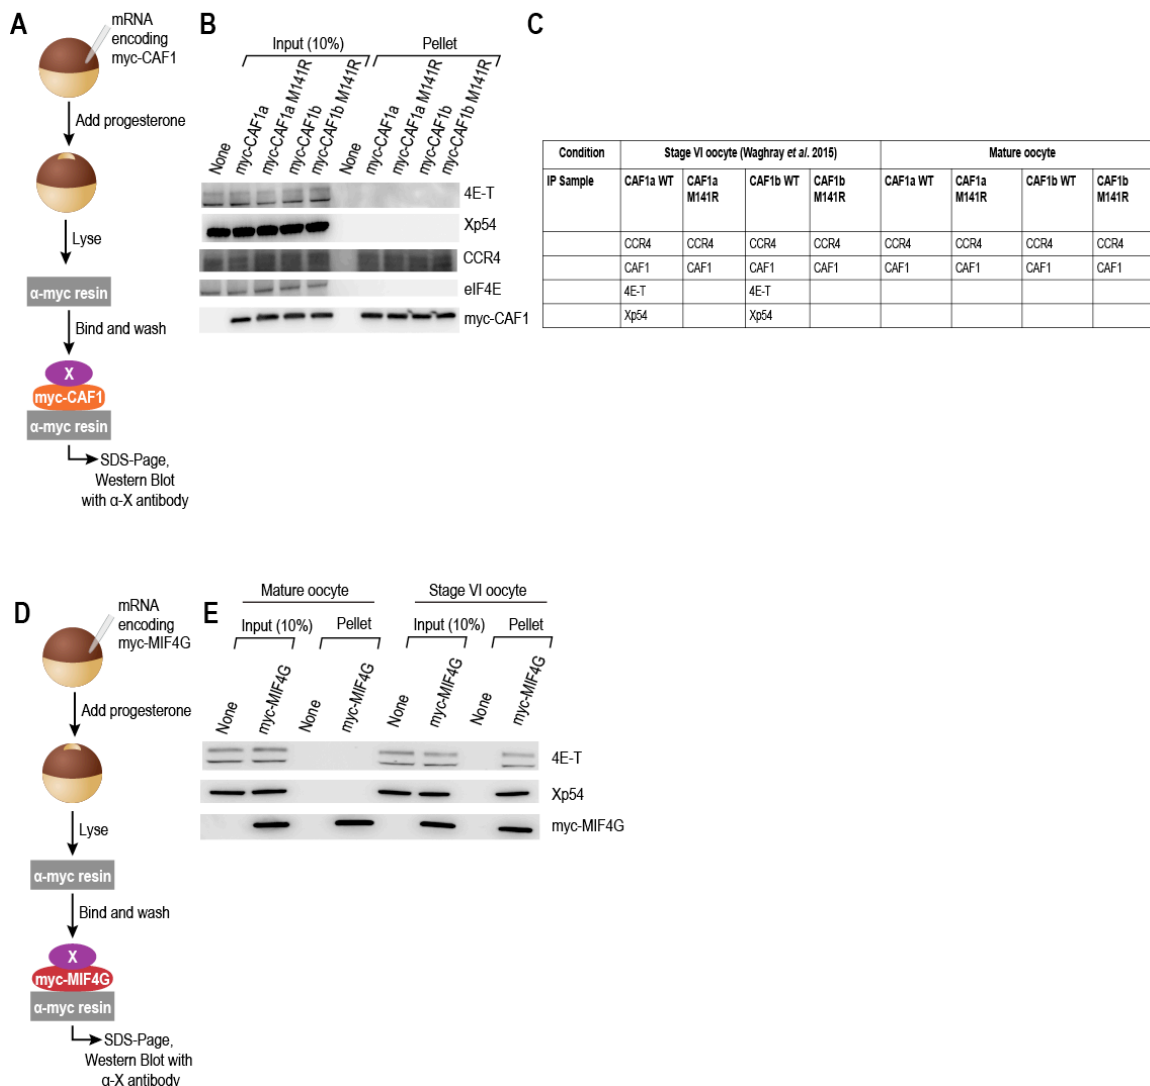 A
mRNA
encoding
myc-CAF1
Add progesterone
Lyse
α-myc resin
Bind and wash
X
myc-CAF1
α-myc resin
SDS-Page,
Western Blot
with α-X antibody
B
Input (10%) Pellet
None myc-CAF1a myc-CAF1a M141R myc-CAF1b myc-CAF1b M141R None myc-CAF1a myc-CAF1a M141R myc-CAF1b myc-CAF1b M141R
4E-T
Xp54
CCR4
eIF4E
myc-CAF1
C
Condition Stage VI oocyte (Waghray et al. 2015) Mature oocyte
IP Sample CAF1a WT CAF1a M141R CAF1b WT CAF1b M141R CAF1a WT CAF1a M141R CAF1b WT CAF1b M141R
CCR4 CCR4 CCR4 CCR4 CCR4 CCR4 CCR4 CCR4
CAF1 CAF1 CAF1 CAF1 CAF1 CAF1 CAF1 CAF1
4E-T 4E-T
Xp54 Xp54
D
mRNA
encoding
myc-MIF4G
Add progesterone
Lyse
α-myc resin
Bind and wash
X
myc-MIF4G
α-myc resin
SDS-Page,
Western Blot with
α-X antibody
E
Mature oocyte Stage VI oocyte
Input (10%) Pellet Input (10%) Pellet
None myc-MIF4G None myc-MIF4G None myc-MIF4G None myc-MIF4G
4E-T
Xp54
myc-MIF4G